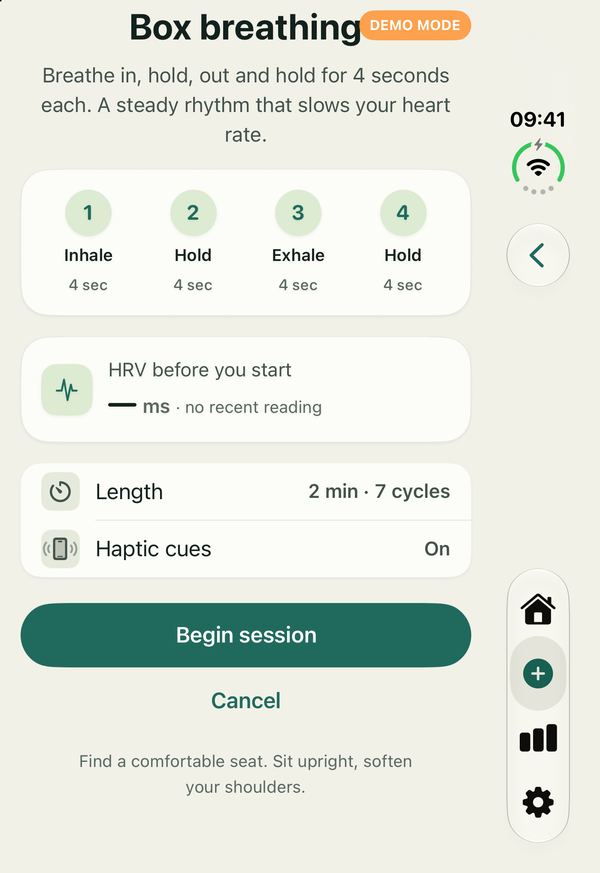 Box breathing
DEMO MODE
Breathe in, hold, out and hold for 4 seconds
each. A steady rhythm that slows your heart
rate.
09:41
1 2 3 4
Inhale Hold Exhale Hold
4 sec 4 sec 4 sec 4 sec
HRV before you start
— ms · no recent reading
Length 2 min · 7 cycles
Haptic cues On
Begin session
Cancel
Find a comfortable seat. Sit upright, soften
your shoulders.